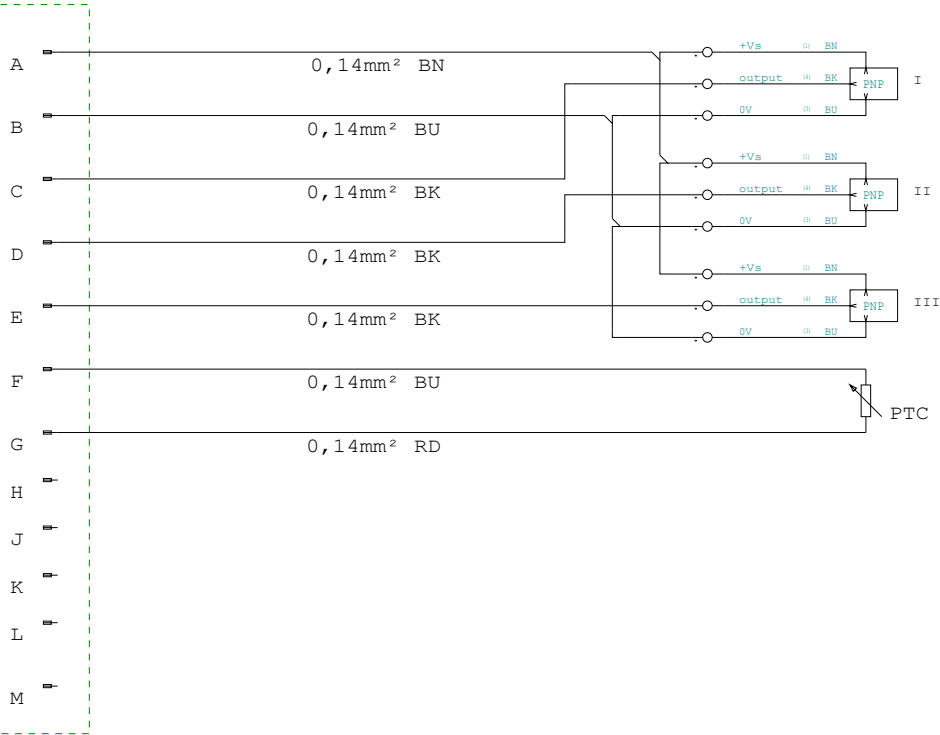 A
0,14mm² BN
B
0,14mm² BU
C
0,14mm² BK
D
0,14mm² BK
E
0,14mm² BK
F
0,14mm² BU
G
0,14mm² RD
H
J
K
L
M
+Vs (1) BN
output (4) BK PNP I
0V (3) BU
+Vs (1) BN
output (4) BK PNP II
0V (3) BU
+Vs (1) BN
output (4) BK PNP III
0V (3) BU
PTC